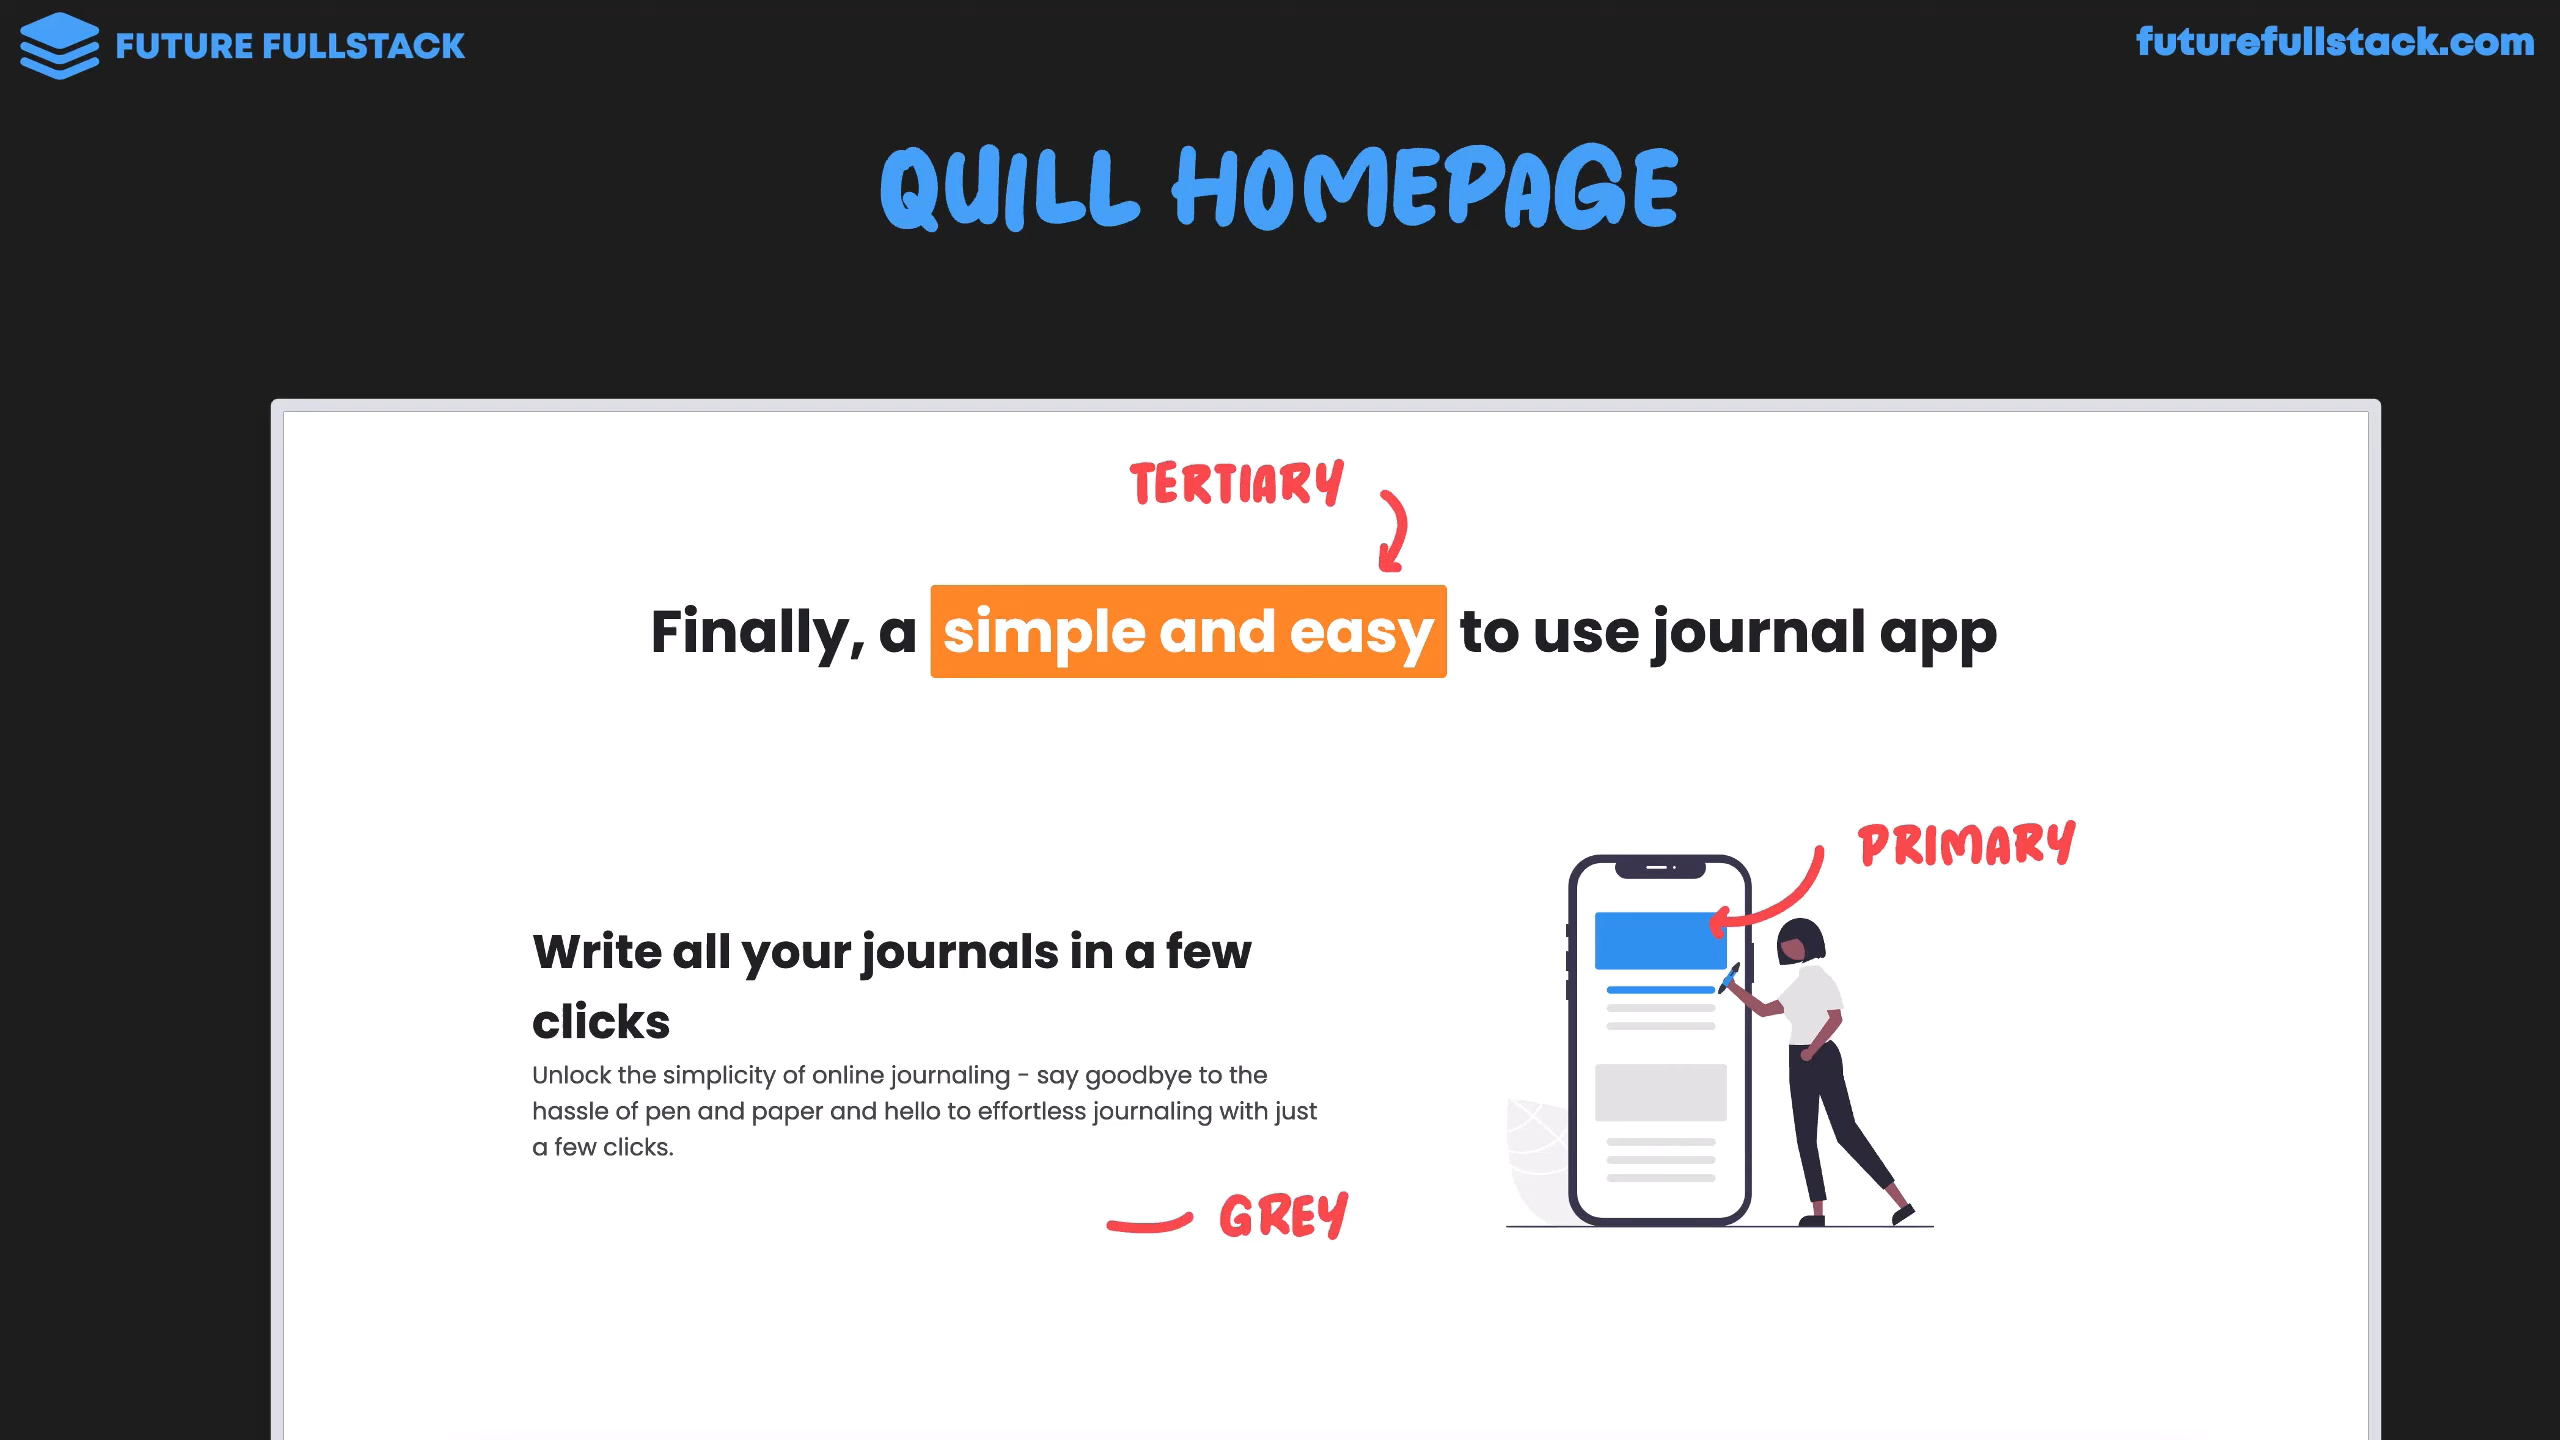 FUTURE FULLSTACK
futurefullstack.com
QUILL HOMEPAGE
TERTIARY
Finally, a simple and easy to use journal app
PRIMARY
Write all your journals in a few
clicks
Unlock the simplicity of online journaling - say goodbye to the
hassle of pen and paper and hello to effortless journaling with just
a few clicks.
GREY